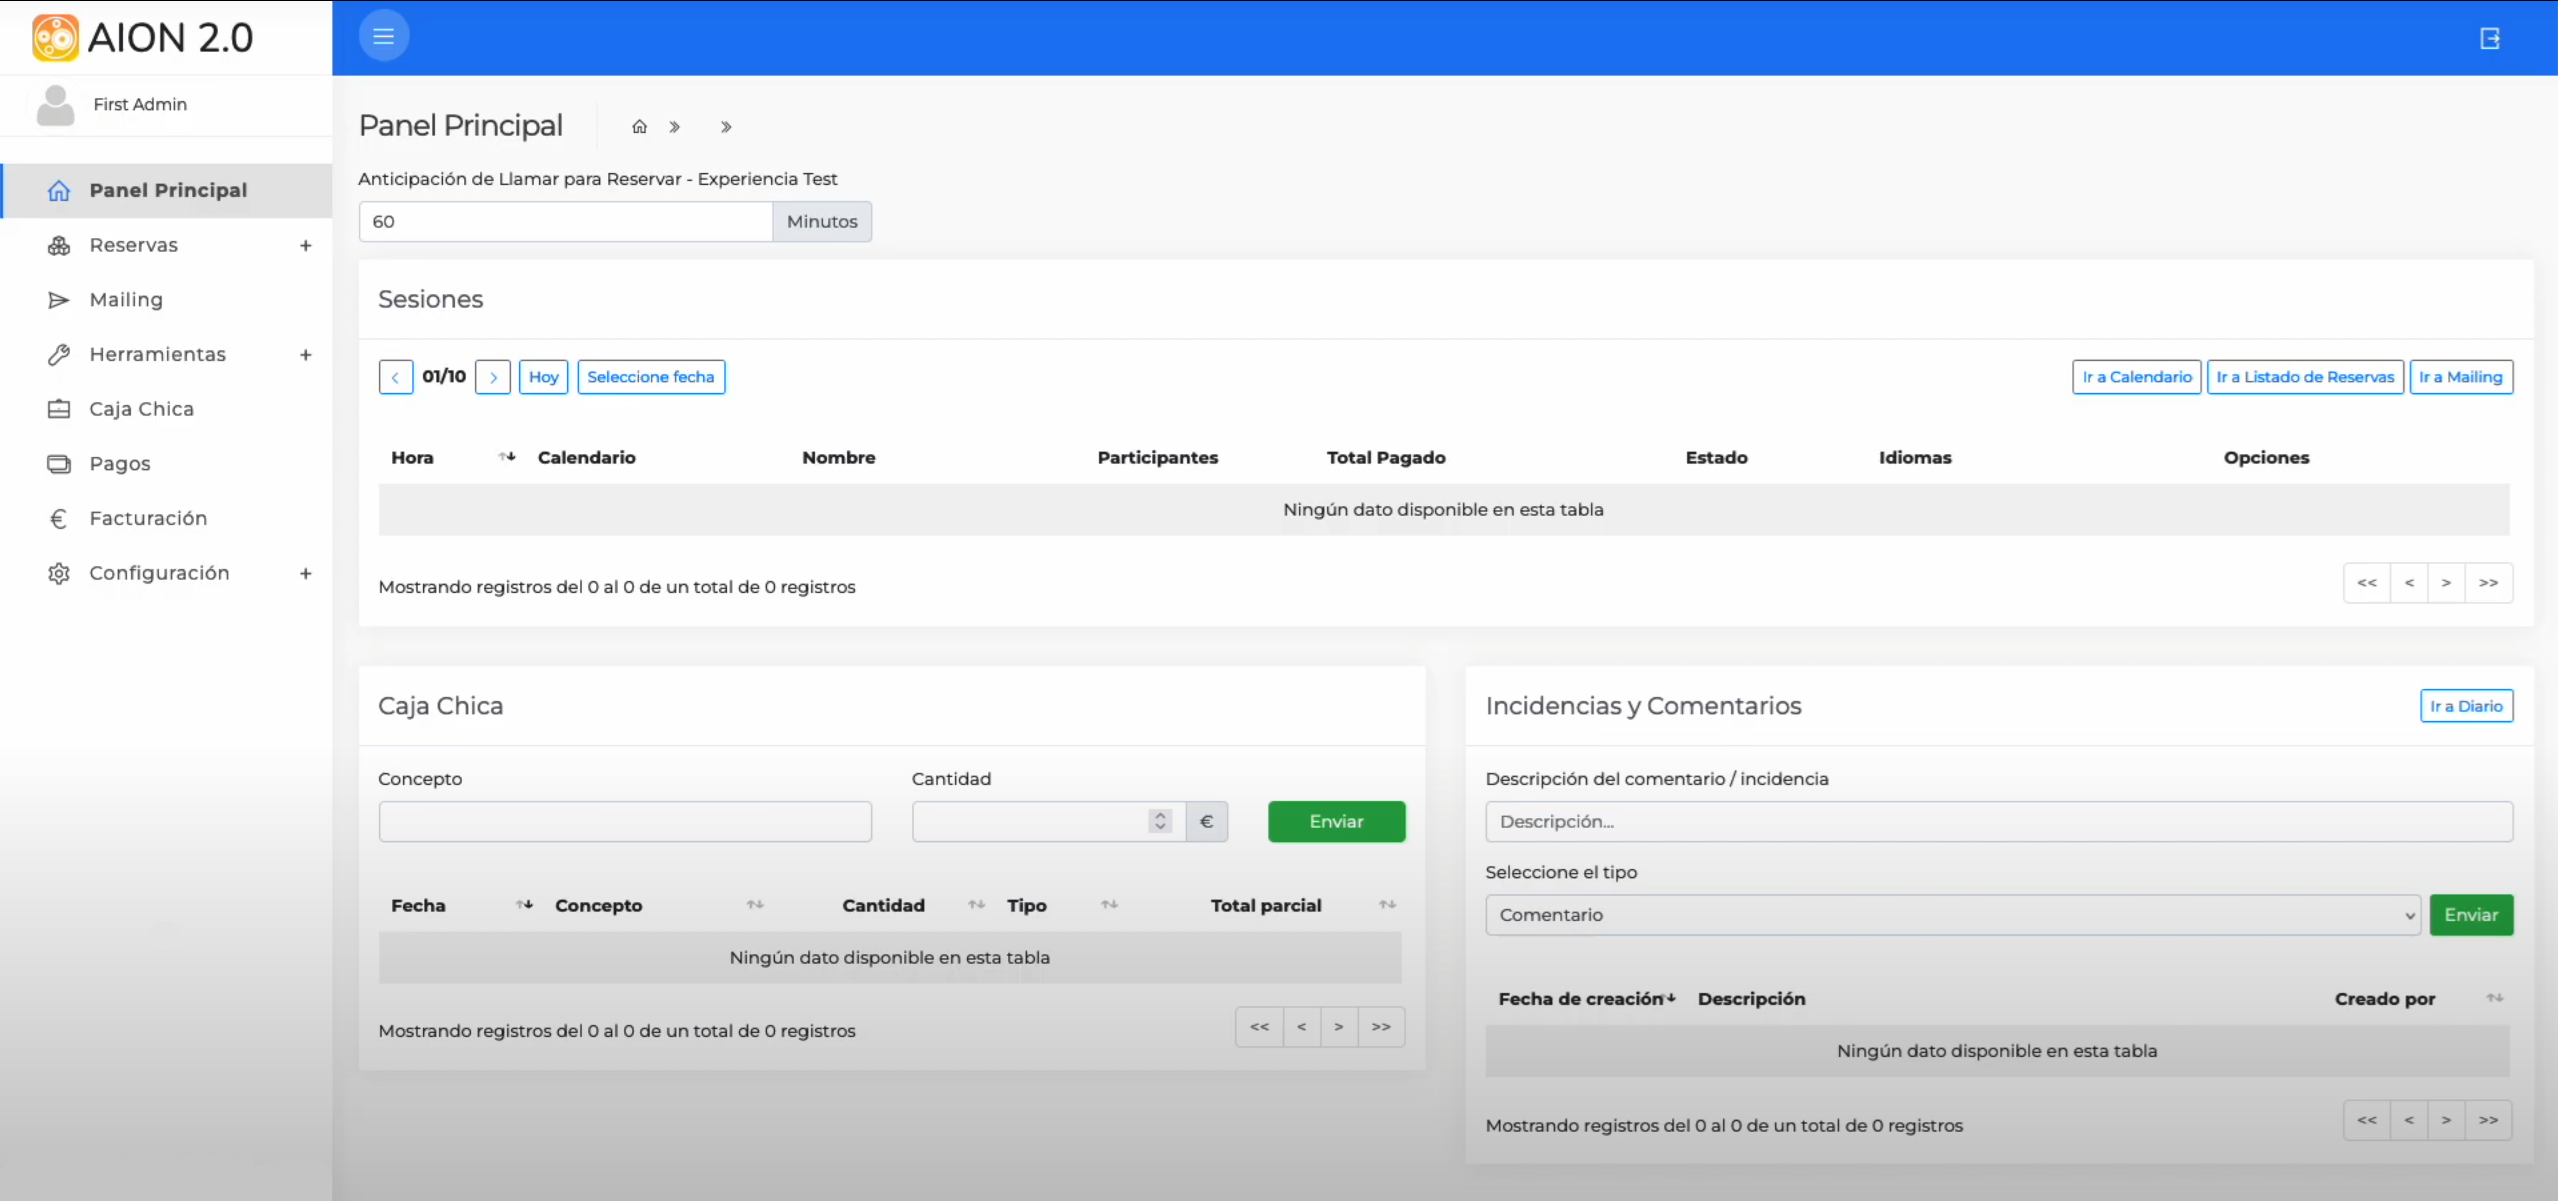 AION 2.0
First Admin
Panel Principal
Reservas +
Mailing
Herramientas +
Caja Chica
Pagos
€ Facturación
Configuración +
Panel Principal » »
Anticipación de Llamar para Reservar - Experiencia Test
60 Minutos
Sesiones
< 01/10 > Hoy Seleccione fecha Ir a Calendario Ir a Listado de Reservas Ir a Mailing
Hora Calendario Nombre Participantes Total Pagado Estado Idiomas Opciones
Ningún dato disponible en esta tabla
Mostrando registros del 0 al 0 de un total de 0 registros << < > >>
Caja Chica
Concepto Cantidad
€ Enviar
Fecha Concepto Cantidad Tipo Total parcial
Ningún dato disponible en esta tabla
Mostrando registros del 0 al 0 de un total de 0 registros << < > >>
Incidencias y Comentarios Ir a Diario
Descripción del comentario / incidencia
Descripción...
Seleccione el tipo
Comentario Enviar
Fecha de creación Descripción Creado por
Ningún dato disponible en esta tabla
Mostrando registros del 0 al 0 de un total de 0 registros << < > >>